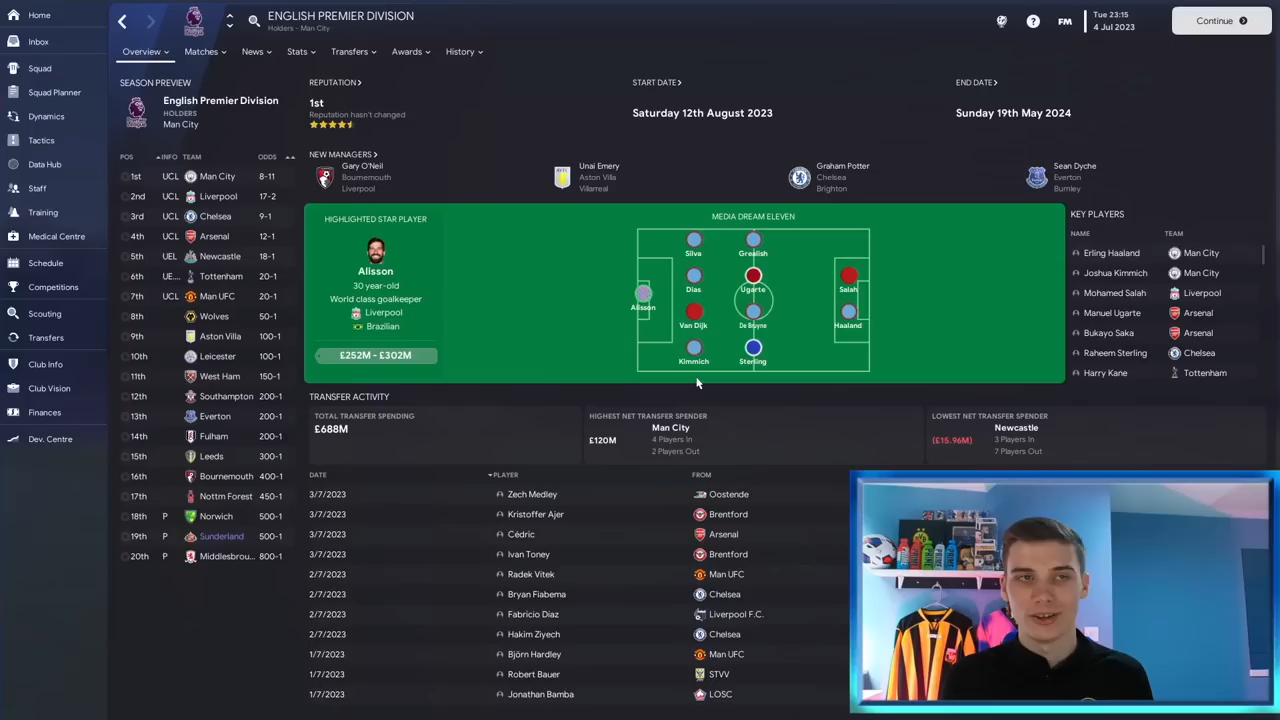 Home
ENGLISH PREMIER DIVISION
Holders - Man City
FM
Tue 23:15
4 Jul 2023
Continue
Inbox
Squad
Squad Planner
Dynamics
Tactics
Data Hub
Staff
Training
Medical Centre
Schedule
Competitions
Scouting
Transfers
Club Info
Club Vision
Finances
Dev. Centre
Overview
Matches
News
Stats
Transfers
Awards
History
SEASON PREVIEW
English Premier Division
HOLDERS
Man City
POS INFO TEAM ODDS
1st UCL Man City 8-11
2nd UCL Liverpool 17-2
3rd UCL Chelsea 9-1
4th UCL Arsenal 12-1
5th UEL Newcastle 18-1
6th UE... Tottenham 20-1
7th UCL Man UFC 20-1
8th Wolves 50-1
9th Aston Villa 100-1
10th Leicester 100-1
11th West Ham 150-1
12th Southampton 200-1
13th Everton 200-1
14th Fulham 200-1
15th Leeds 300-1
16th Bournemouth 400-1
17th Nottm Forest 450-1
18th P Norwich 500-1
19th P Sunderland 500-1
20th P Middlesbrou... 800-1
REPUTATION
1st
Reputation hasn't changed
START DATE
Saturday 12th August 2023
END DATE
Sunday 19th May 2024
NEW MANAGERS
Gary O'Neil
Bournemouth
Liverpool
Unai Emery
Aston Villa
Villarreal
Graham Potter
Chelsea
Brighton
Sean Dyche
Everton
Burnley
HIGHLIGHTED STAR PLAYER
Alisson
30 year-old
World class goalkeeper
Liverpool
Brazilian
£252M - £302M
MEDIA DREAM ELEVEN
Silva
Grealish
Dias
Ugarte
Salah
Alisson
Van Dijk
De Bruyne
Haaland
Kimmich
Sterling
KEY PLAYERS
NAME TEAM
Erling Haaland Man City
Joshua Kimmich Man City
Mohamed Salah Liverpool
Manuel Ugarte Arsenal
Bukayo Saka Arsenal
Raheem Sterling Chelsea
Harry Kane Tottenham
TRANSFER ACTIVITY
TOTAL TRANSFER SPENDING
£688M
HIGHEST NET TRANSFER SPENDER
£120M
Man City
4 Players In
2 Players Out
LOWEST NET TRANSFER SPENDER
(£15.96M)
Newcastle
3 Players In
7 Players Out
DATE PLAYER FROM
3/7/2023 Zech Medley Oostende
3/7/2023 Kristoffer Ajer Brentford
3/7/2023 Cédric Arsenal
3/7/2023 Ivan Toney Brentford
2/7/2023 Radek Vítek Man UFC
2/7/2023 Bryan Fiabema Chelsea
2/7/2023 Fabricio Díaz Liverpool F.C.
2/7/2023 Hakim Ziyech Chelsea
1/7/2023 Björn Hardley Man UFC
1/7/2023 Robert Bauer STVV
1/7/2023 Jonathan Bamba LOSC